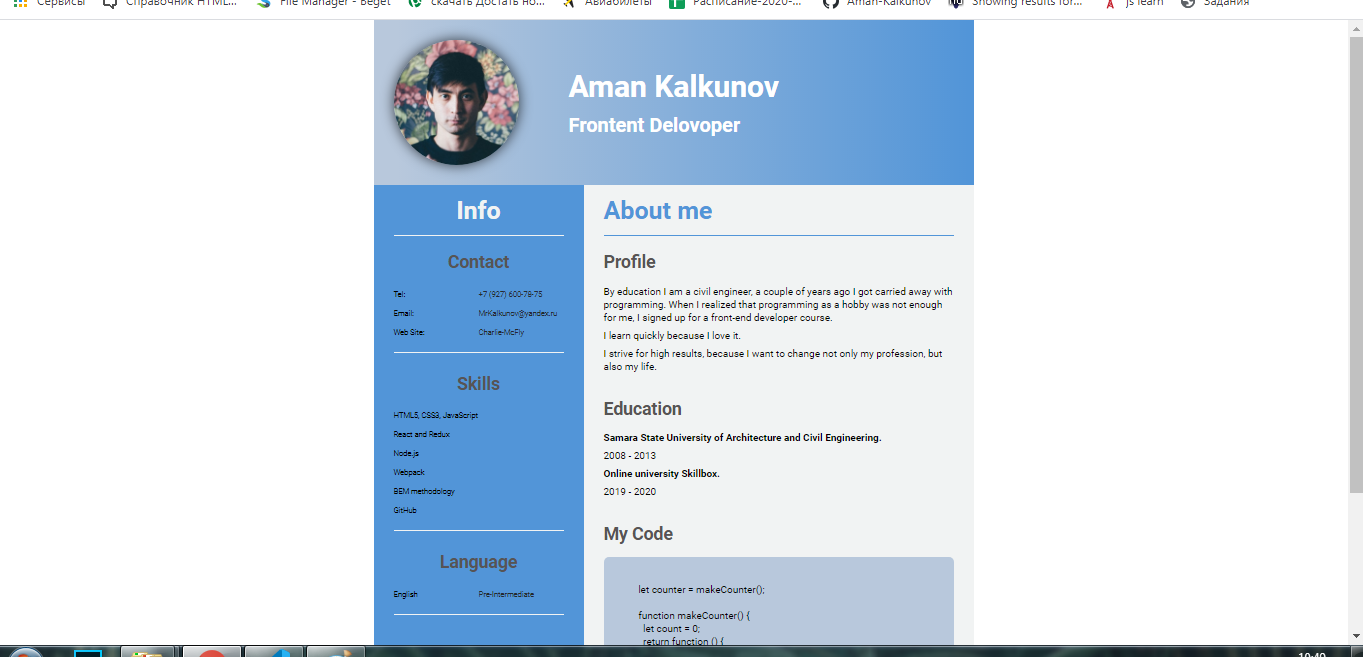 Сервисы Справочник HTML... File Manager - Beget скачать Достать но... Авиабилеты Расписание-2020-... Aman-Kalkunov Showing results for... js learn Задания
Aman Kalkunov
Frontent Delovoper
Info
Contact
Tel: +7 (927) 600-78-75
Email: MrKalkunov@yandex.ru
Web Site: Charlie-McFly
Skills
HTML5, CSS3, JavaScript
React and Redux
Node.js
Webpack
BEM methodology
GitHub
Language
English Pre-Intermediate
About me
Profile
By education I am a civil engineer, a couple of years ago I got carried away with
programming. When I realized that programming as a hobby was not enough
for me, I signed up for a front-end developer course.
I learn quickly because I love it.
I strive for high results, because I want to change not only my profession, but
also my life.
Education
Samara State University of Architecture and Civil Engineering.
2008 - 2013
Online university Skillbox.
2019 - 2020
My Code
let counter = makeCounter();
function makeCounter() {
let count = 0;
return function () {